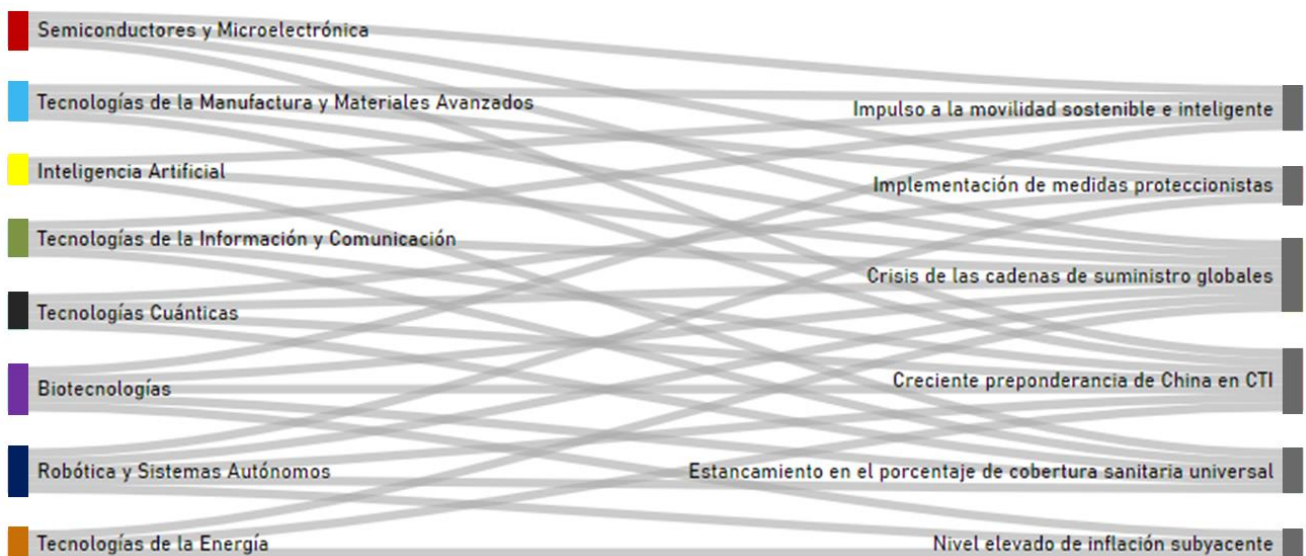 Semiconductores y Microelectrónica
Tecnologías de la Manufactura y Materiales Avanzados
Inteligencia Artificial
Tecnologías de la Información y Comunicación
Tecnologías Cuánticas
Biotecnologías
Robótica y Sistemas Autónomos
Tecnologías de la Energía
Impulso a la movilidad sostenible e inteligente
Implementación de medidas proteccionistas
Crisis de las cadenas de suministro globales
Creciente preponderancia de China en CTI
Estancamiento en el porcentaje de cobertura sanitaria universal
Nivel elevado de inflación subyacente